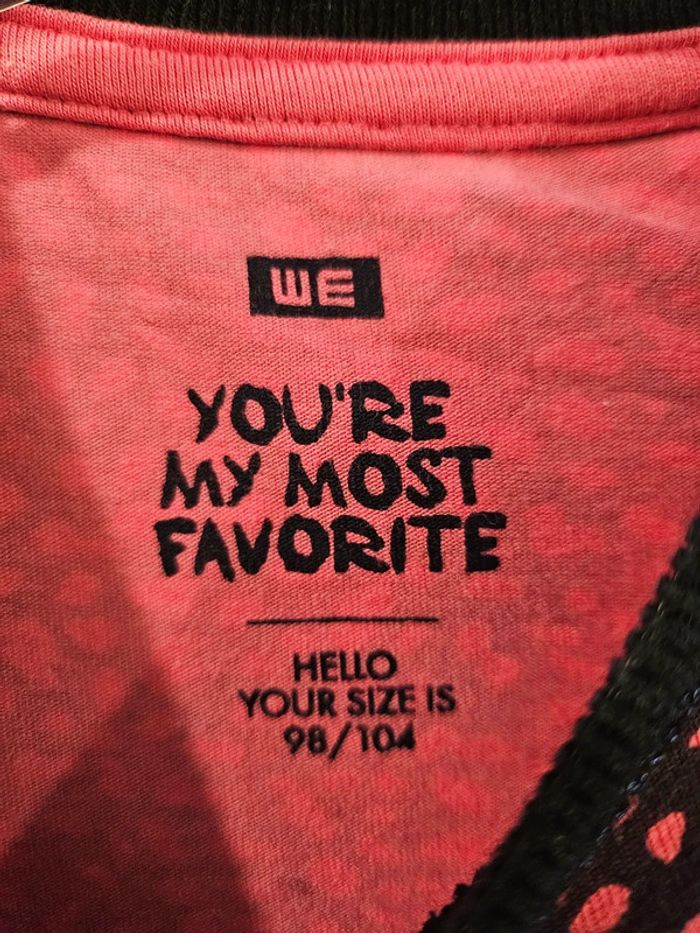 WE
YOU'RE
MY MOST
FAVORITE
HELLO
YOUR SIZE IS
98/104